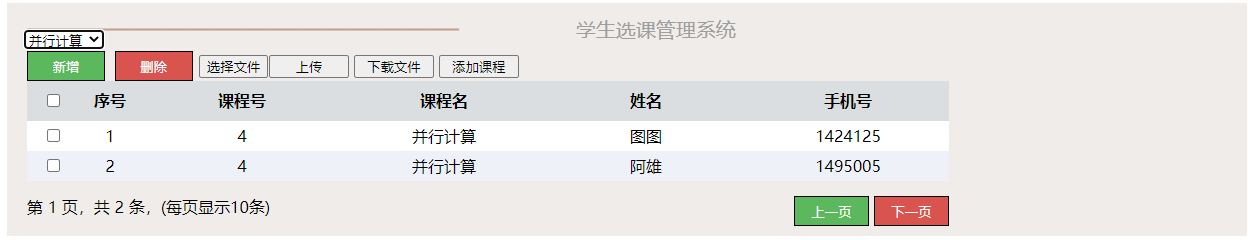 学生选课管理系统
并行计算
新增 删除 选择文件 上传 下载文件 添加课程
序号 课程号 课程名 姓名 手机号
1 4 并行计算 图图 1424125
2 4 并行计算 阿雄 1495005
第 1 页，共 2 条，(每页显示10条) 上一页 下一页